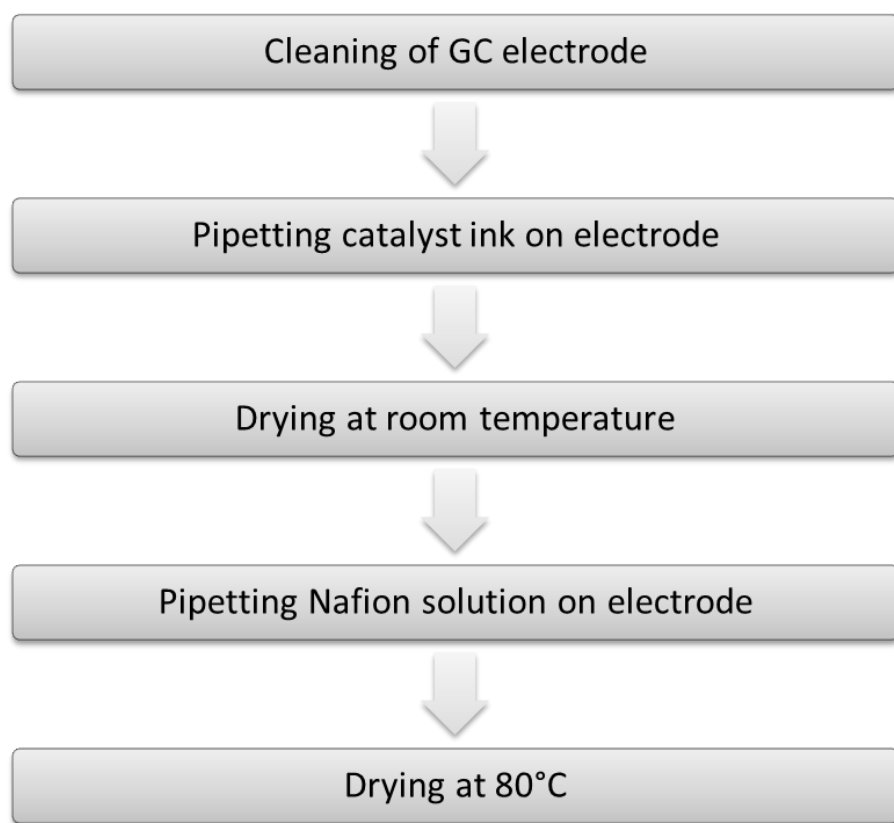 Cleaning of GC electrode
Pipetting catalyst ink on electrode
Drying at room temperature
Pipetting Nafion solution on electrode
Drying at 80°C